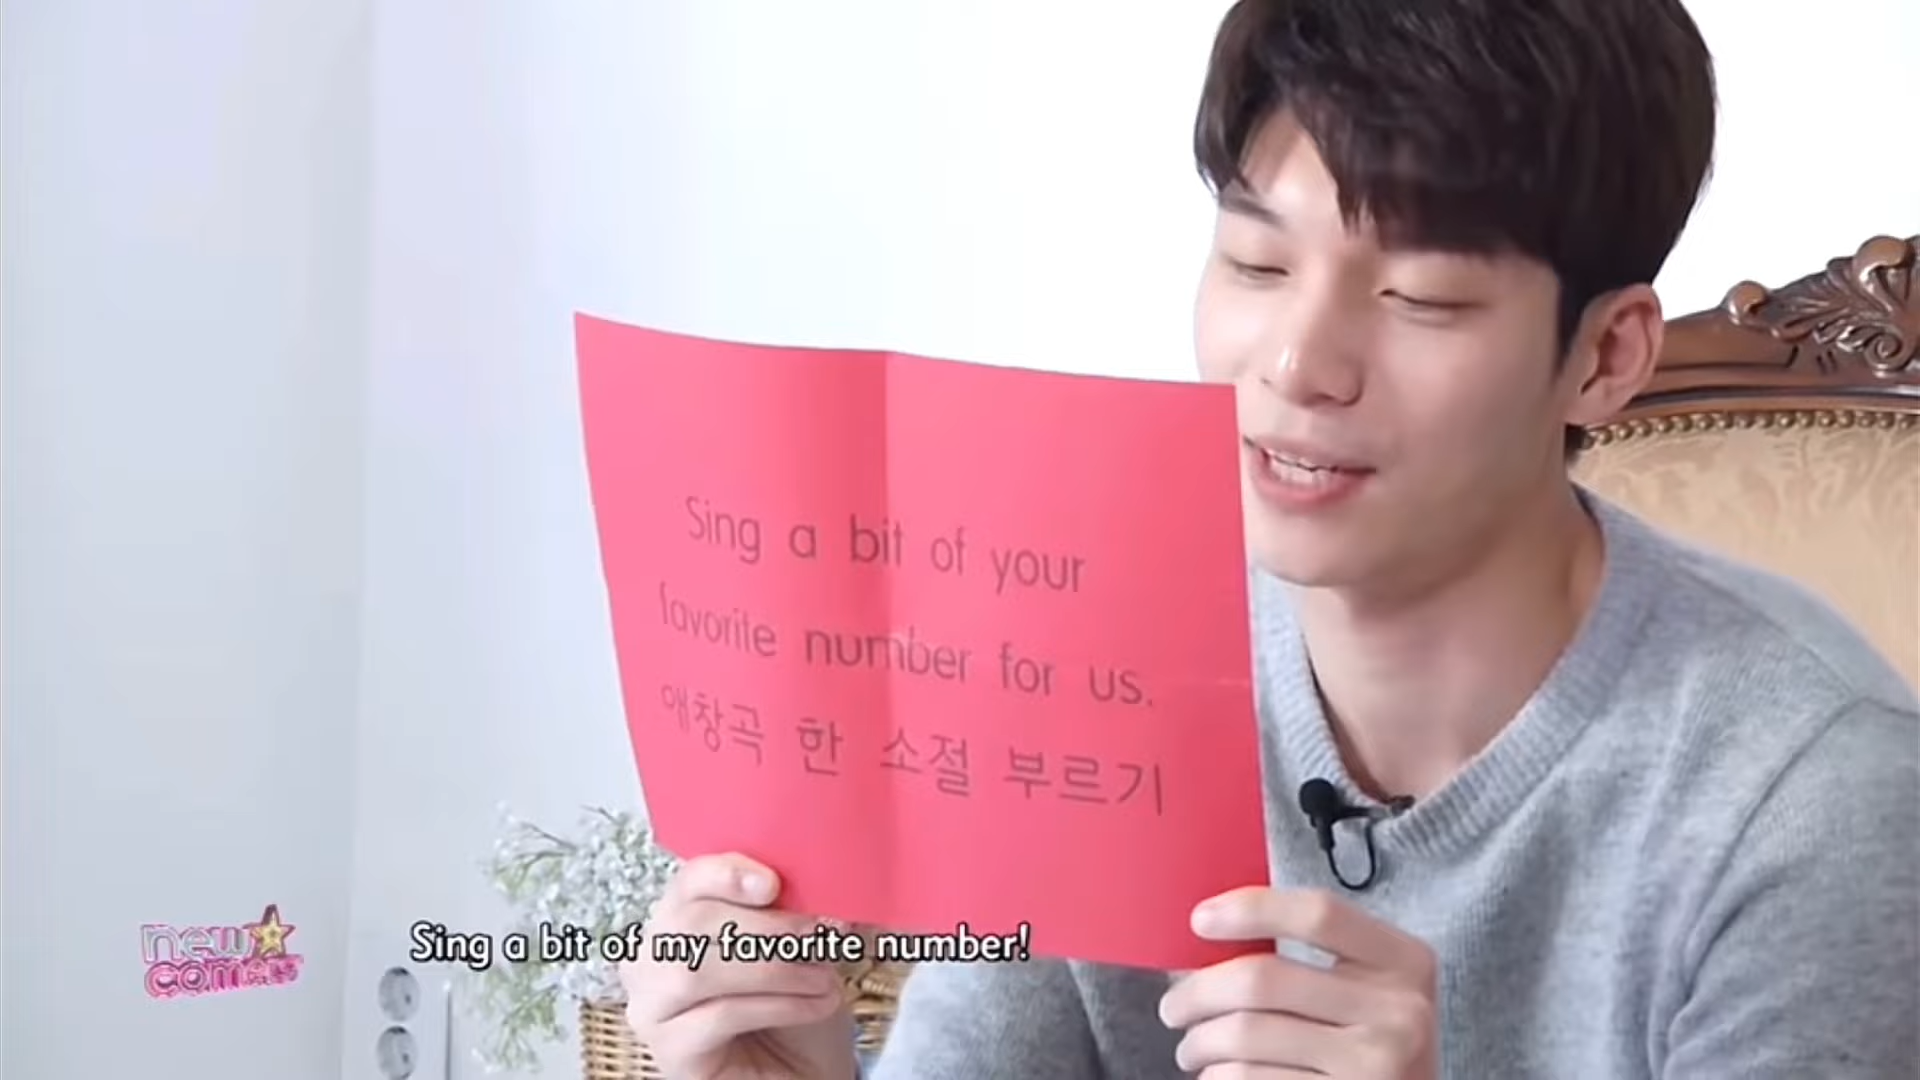 Sing a bit of your
favorite number for us.
애창곡 한 소절 부르기
Sing a bit of my favorite number!
new
comers